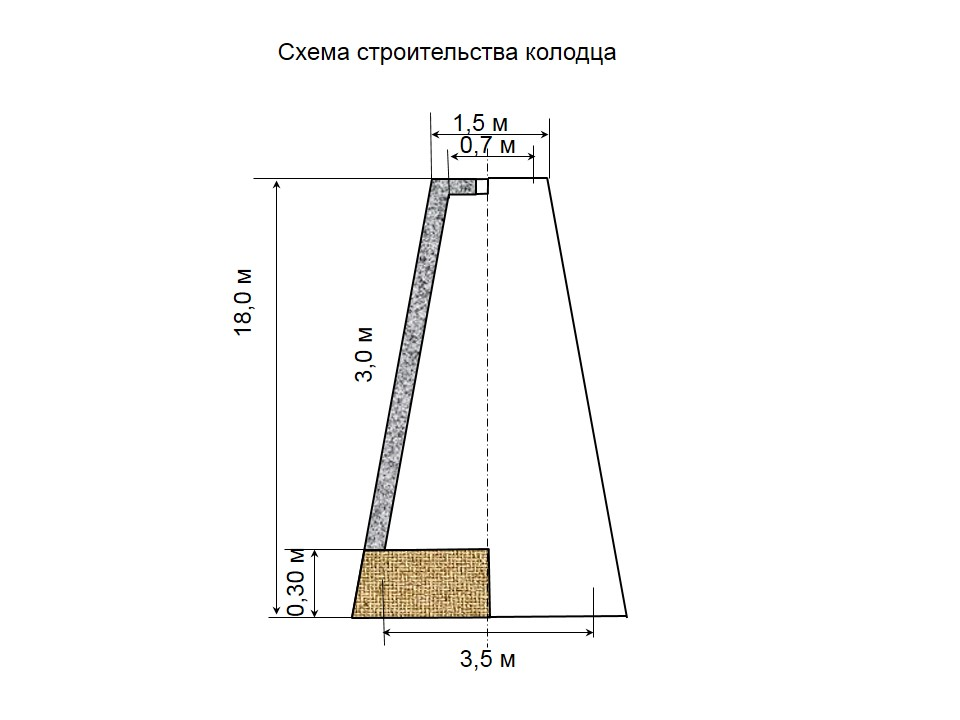 Схема строительства колодца
1,5 м
0,7 м
18,0 м
3,0 м
0,30 м
3,5 м